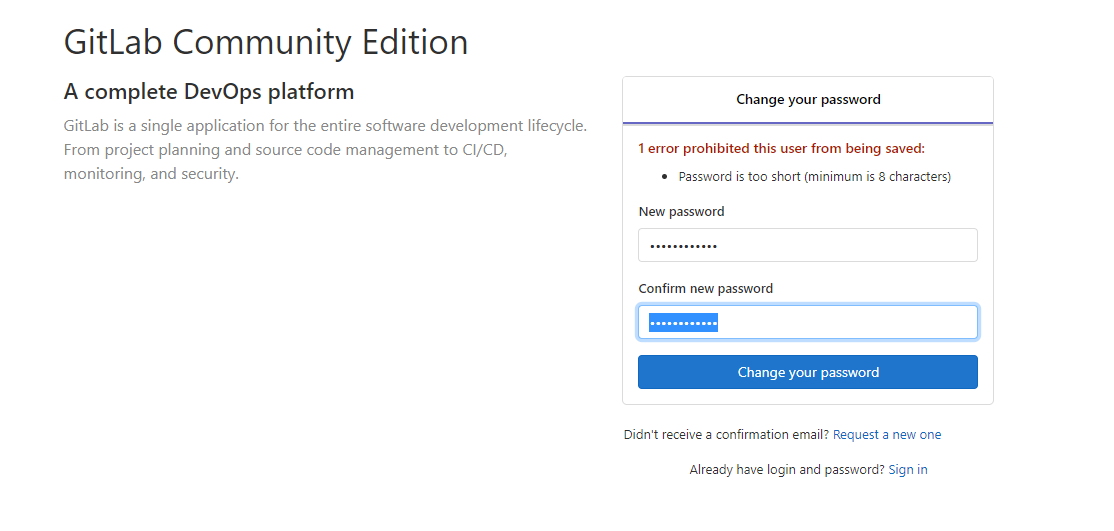 GitLab Community Edition
A complete DevOps platform
GitLab is a single application for the entire software development lifecycle.
From project planning and source code management to CI/CD,
monitoring, and security.
Change your password
1 error prohibited this user from being saved:
• Password is too short (minimum is 8 characters)
New password
••••••••••••
Confirm new password
••••••••••••
Change your password
Didn't receive a confirmation email? Request a new one
Already have login and password? Sign in